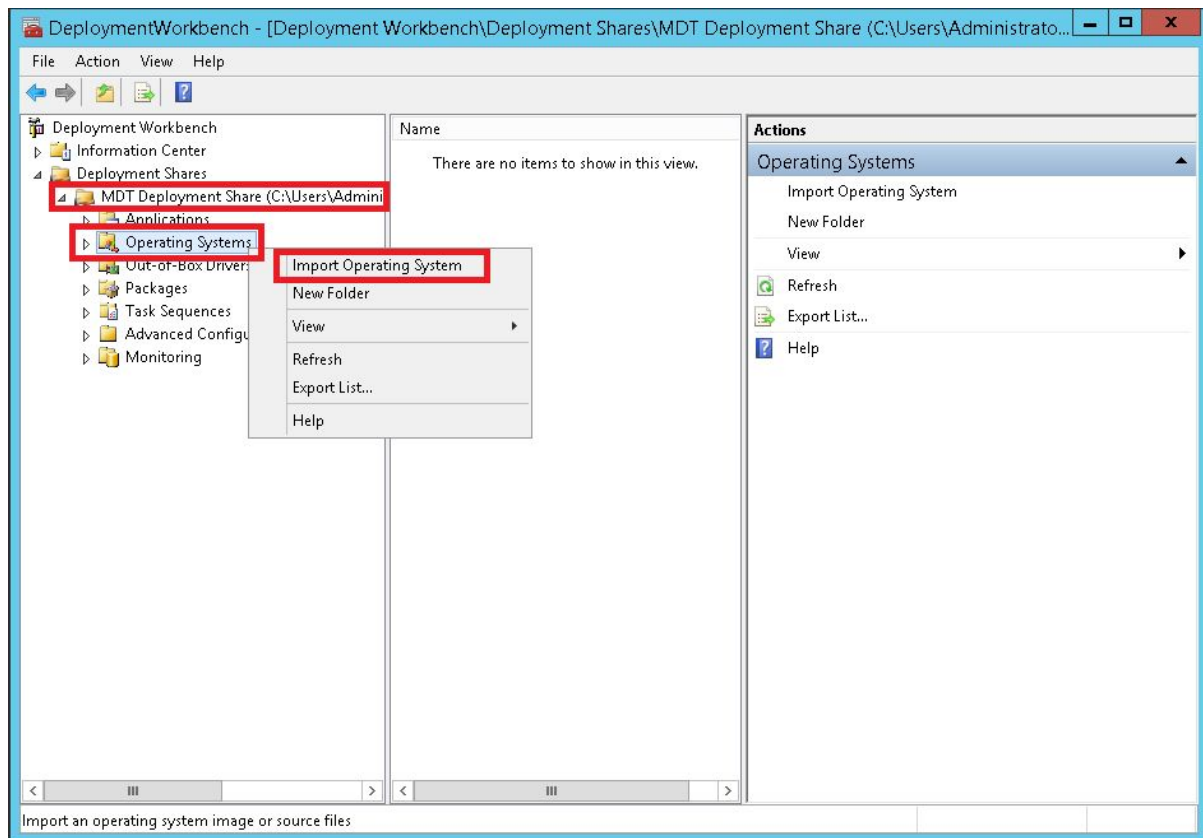 DeploymentWorkbench - [Deployment Workbench\Deployment Shares\MDT Deployment Share (C:\Users\Administrato...
File Action View Help
Deployment Workbench
Information Center
Deployment Shares
MDT Deployment Share (C:\Users\Admini
Applications
Operating Systems
Out-of-Box Driver
Packages
Task Sequences
Advanced Configu
Monitoring
Import Operating System
New Folder
View
Refresh
Export List...
Help
Name
There are no items to show in this view.
Actions
Operating Systems
Import Operating System
New Folder
View
Refresh
Export List...
Help
Import an operating system image or source files